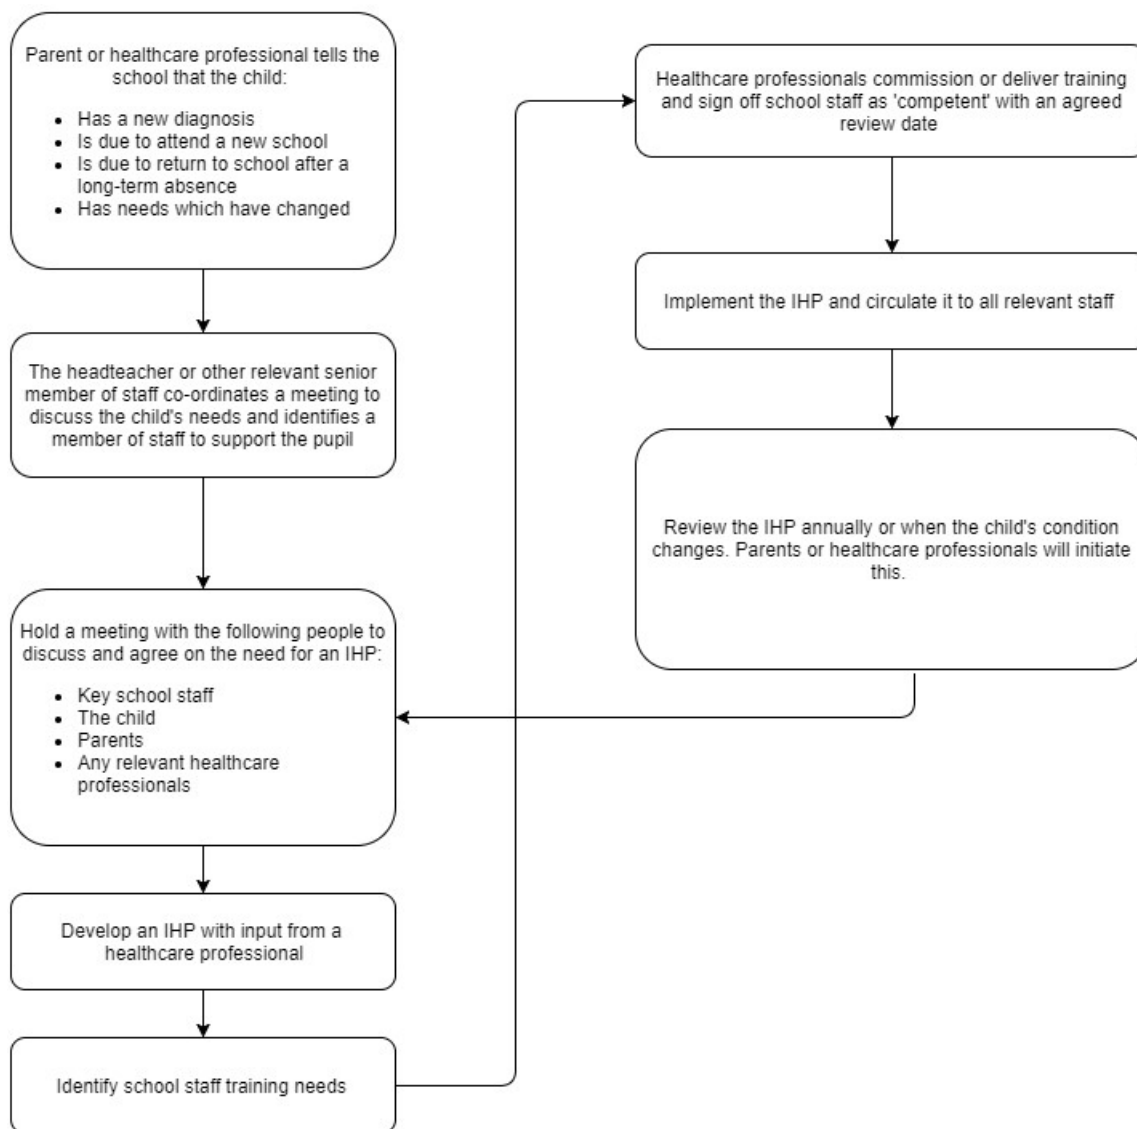 Parent or healthcare professional tells the
school that the child:
• Has a new diagnosis
• Is due to attend a new school
• Is due to return to school after a
long-term absence
• Has needs which have changed
The headteacher or other relevant senior
member of staff co-ordinates a meeting to
discuss the child's needs and identifies a
member of staff to support the pupil
Hold a meeting with the following people to
discuss and agree on the need for an IHP:
• Key school staff
• The child
• Parents
• Any relevant healthcare
professionals
Develop an IHP with input from a
healthcare professional
Identify school staff training needs
Healthcare professionals commission or deliver training
and sign off school staff as 'competent' with an agreed
review date
Implement the IHP and circulate it to all relevant staff
Review the IHP annually or when the child's condition
changes. Parents or healthcare professionals will initiate
this.